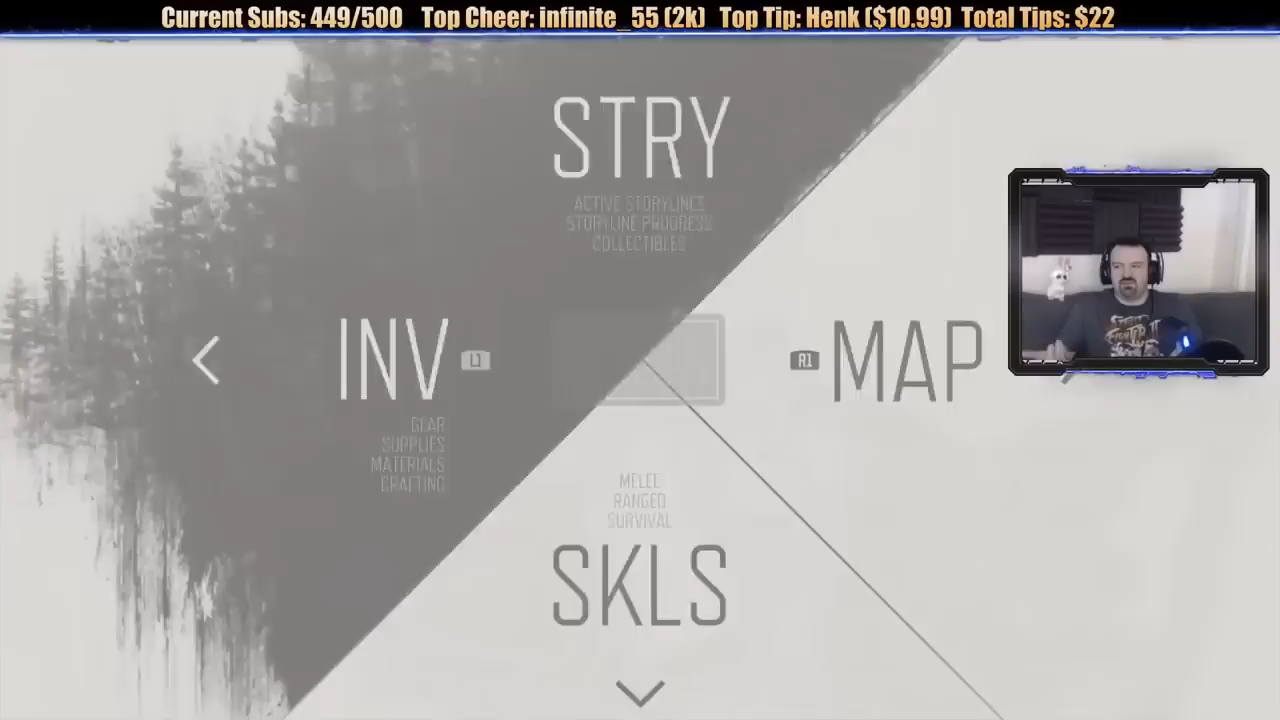 Current Subs: 449/500 Top Cheer: infinite_55 (2k) Top Tip: Henk ($10.99) Total Tips: $22
STRY
ACTIVE STORYLINES
STORYLINE PROGRESS
COLLECTIBLES
INV
L1
R1
MAP
GEAR
SUPPLIES
MATERIALS
CRAFTING
MELEE
RANGED
SURVIVAL
SKLS